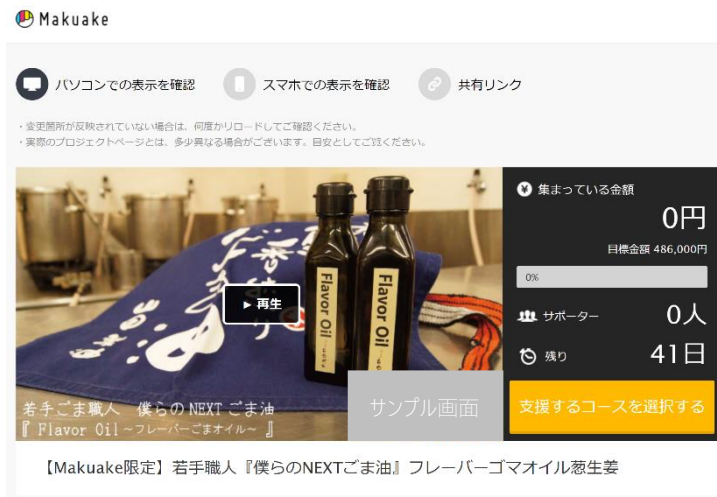 Makuake
パソコンでの表示を確認
スマホでの表示を確認
共有リンク
・変更箇所が反映されていない場合は、何度かリロードしてご確認ください。
・実際のプロジェクトページとは、多少異なる場合がございます。目安としてご覧ください。
Flavor Oil
Flavor Oil
▶ 再生
若手ごま職人 僕らのNEXTごま油
『 Flavor Oil～フレーバーごまオイル～ 』
サンプル画面
集まっている金額
0円
目標金額 486,000円
0%
サポーター
0人
残り
41日
支援するコースを選択する
【Makuake限定】若手職人『僕らのNEXTごま油』フレーバーゴマオイル葱生姜